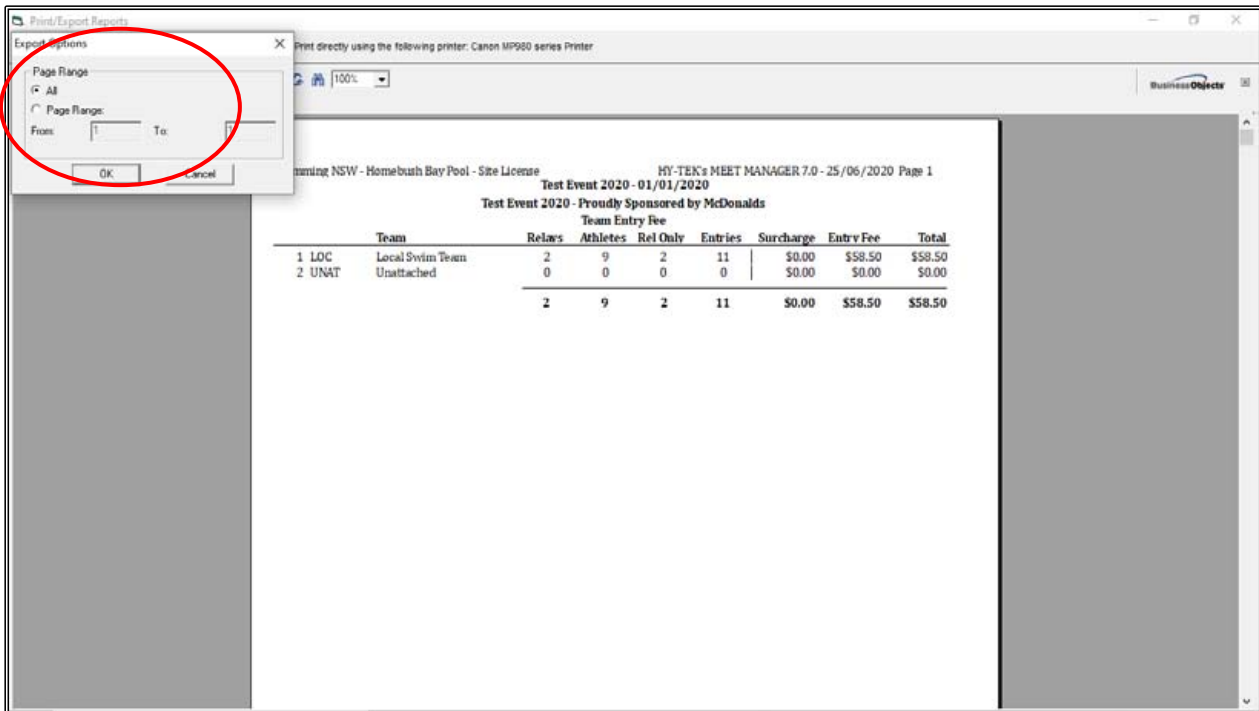 Print/Export Reports
Export Options
Print directly using the following printer: Canon MP980 series Printer
Page Range
All
Page Range:
From: 1 To: 1
OK Cancel
100%
BusinessObjects
mming NSW - Homebush Bay Pool - Site License HY-TEK's MEET MANAGER 7.0 - 25/06/2020 Page 1
Test Event 2020 - 01/01/2020
Test Event 2020 - Proudly Sponsored by McDonalds
Team Entry Fee
Team Relays Athletes Rel Only Entries Surcharge Entry Fee Total
1 LOC Local Swim Team 2 9 2 11 $0.00 $58.50 $58.50
2 UNAT Unattached 0 0 0 0 $0.00 $0.00 $0.00
2 9 2 11 $0.00 $58.50 $58.50